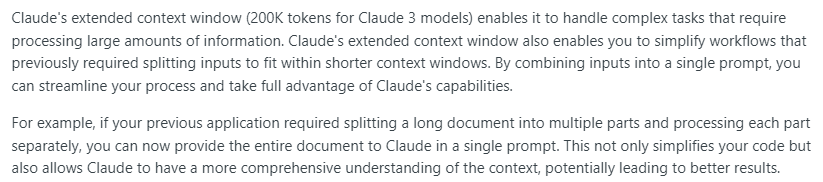 Claude's extended context window (200K tokens for Claude 3 models) enables it to handle complex tasks that require
processing large amounts of information. Claude's extended context window also enables you to simplify workflows that
previously required splitting inputs to fit within shorter context windows. By combining inputs into a single prompt, you
can streamline your process and take full advantage of Claude's capabilities.
For example, if your previous application required splitting a long document into multiple parts and processing each part
separately, you can now provide the entire document to Claude in a single prompt. This not only simplifies your code but
also allows Claude to have a more comprehensive understanding of the context, potentially leading to better results.